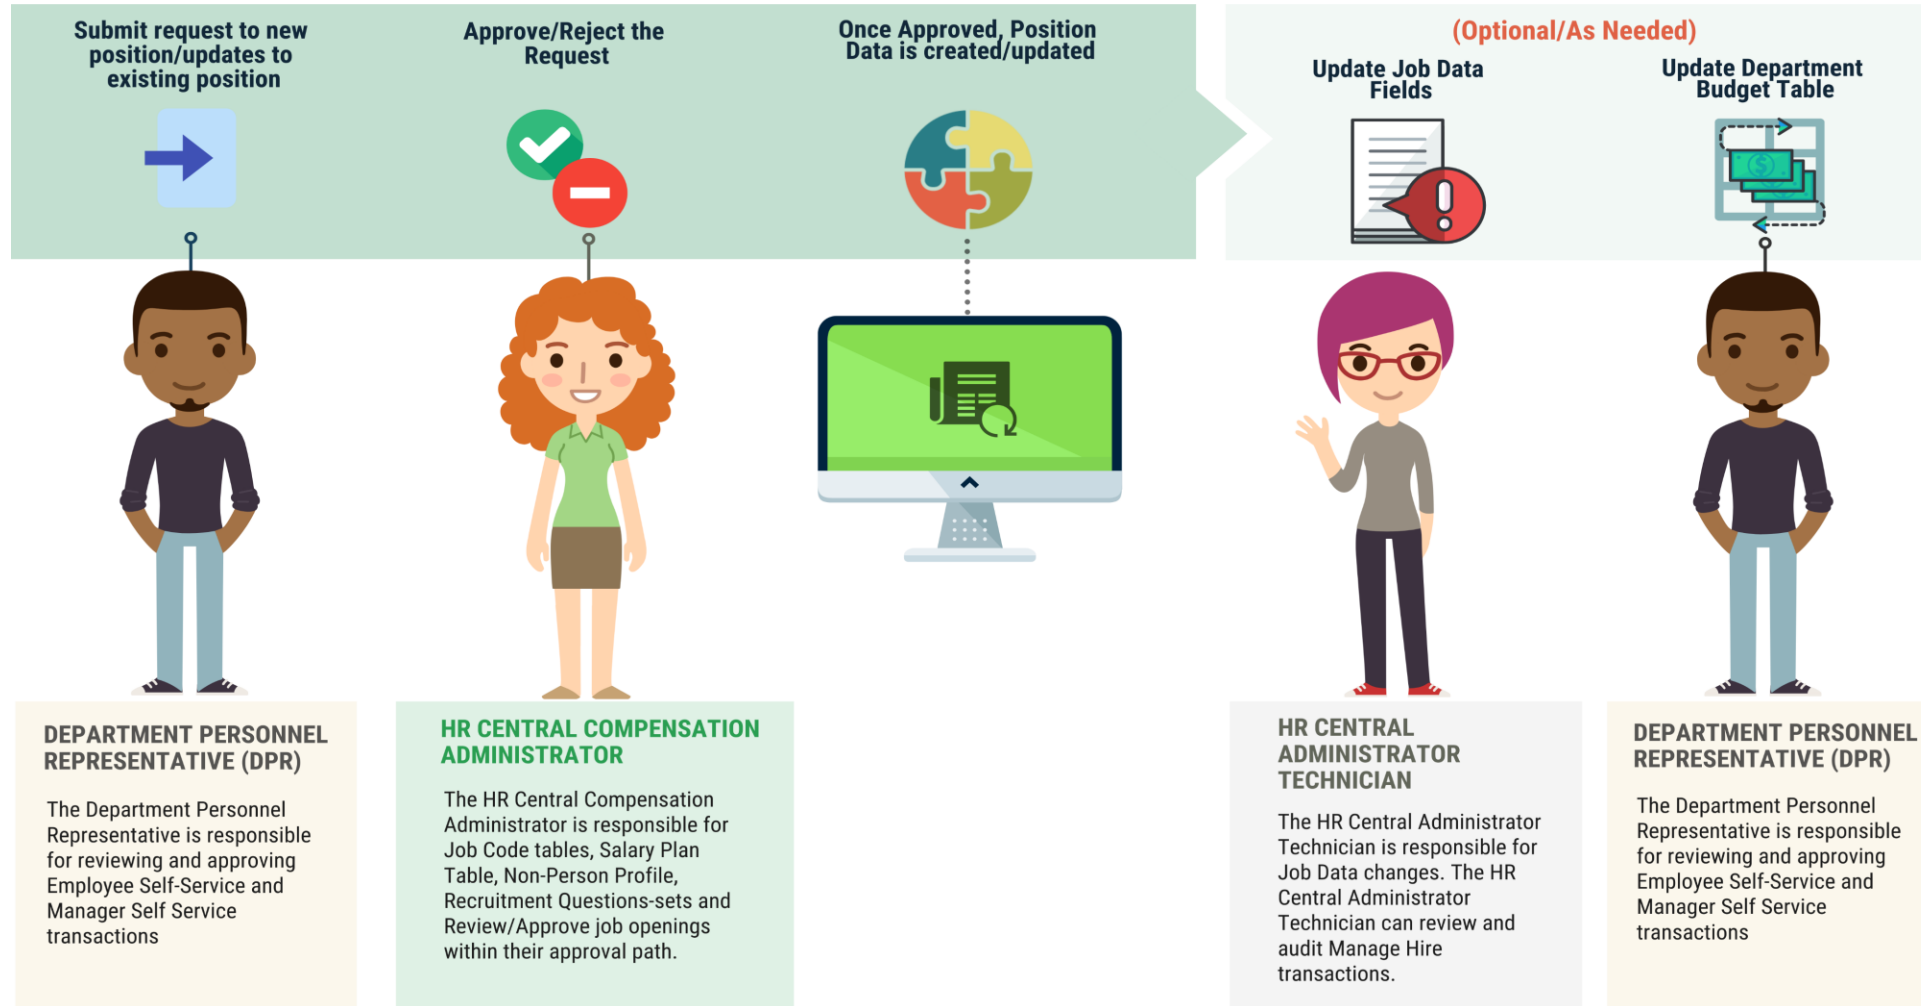 Submit request to new
position/updates to
existing position
Approve/Reject the
Request
Once Approved, Position
Data is created/updated
(Optional/As Needed)
Update Job Data
Fields
Update Department
Budget Table
DEPARTMENT PERSONNEL
REPRESENTATIVE (DPR)
The Department Personnel
Representative is responsible
for reviewing and approving
Employee Self-Service and
Manager Self Service
transactions
HR CENTRAL COMPENSATION
ADMINISTRATOR
The HR Central Compensation
Administrator is responsible for
Job Code tables, Salary Plan
Table, Non-Person Profile,
Recruitment Questions-sets and
Review/Approve job openings
within their approval path.
HR CENTRAL
ADMINISTRATOR
TECHNICIAN
The HR Central Administrator
Technician is responsible for
Job Data changes. The HR
Central Administrator
Technician can review and
audit Manage Hire
transactions.
DEPARTMENT PERSONNEL
REPRESENTATIVE (DPR)
The Department Personnel
Representative is responsible
for reviewing and approving
Employee Self-Service and
Manager Self Service
transactions